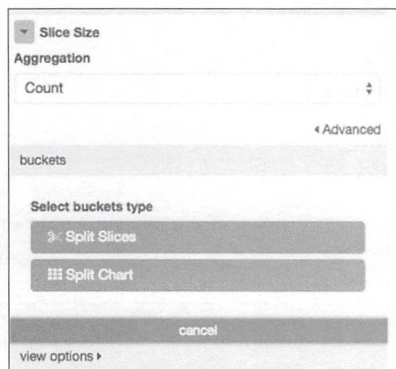 Slice Size
Aggregation
Count
Advanced
buckets
Select buckets type
Split Slices
Split Chart
cancel
view options